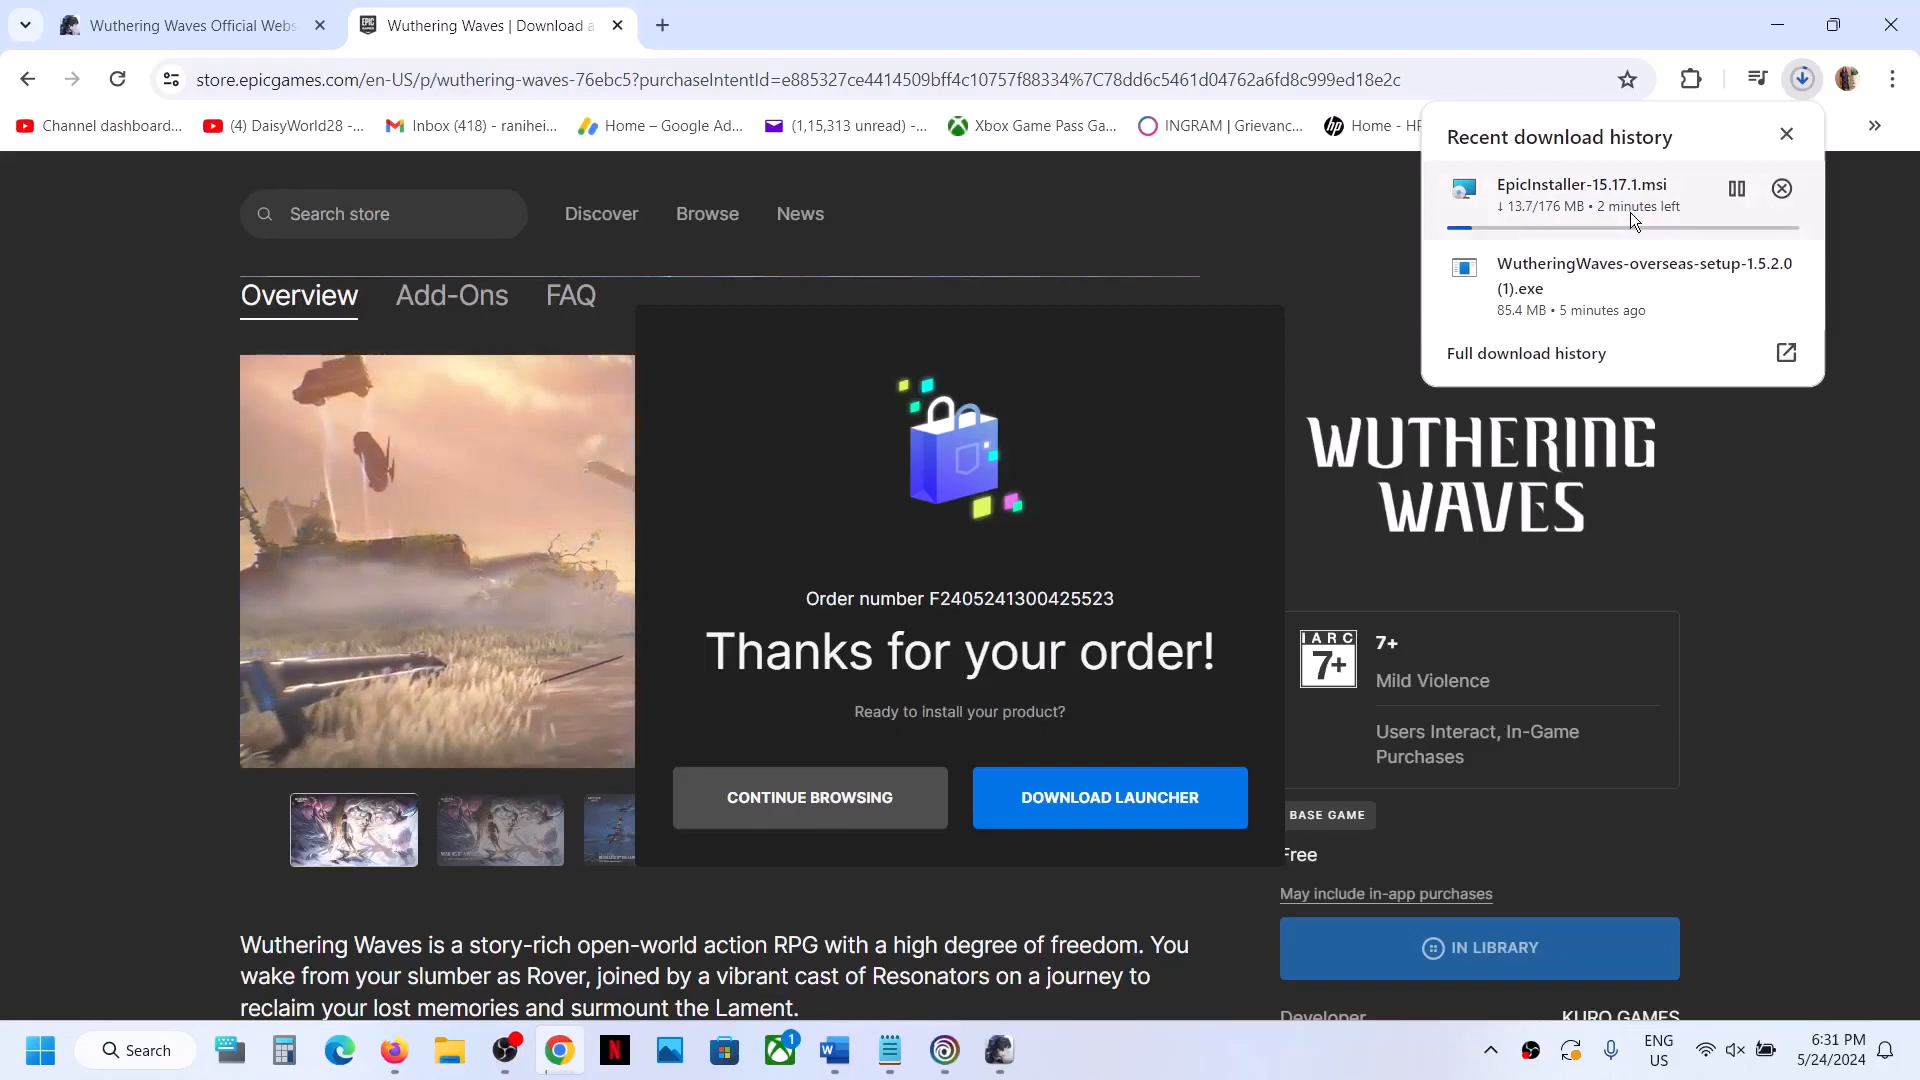 Wuthering Waves Official Webs
Wuthering Waves | Download a
store.epicgames.com/en-US/p/wuthering-waves-76ebc5?purchaseIntentId=e885327ce4414509bff4c10757f88334%7C78dd6c5461d04762a6fd8c999ed18e2c
Channel dashboard...
(4) DaisyWorld28 -...
Inbox (418) - ranihei...
Home – Google Ad...
(1,15,313 unread) -...
Xbox Game Pass Ga...
INGRAM | Grievanc...
Home - HP
Recent download history
EpicInstaller-15.17.1.msi
↓ 13.7/176 MB • 2 minutes left
WutheringWaves-overseas-setup-1.5.2.0
(1).exe
85.4 MB • 5 minutes ago
Full download history
Search store
Discover
Browse
News
Overview
Add-Ons
FAQ
WUTHERING
WAVES
Order number F2405241300425523
Thanks for your order!
Ready to install your product?
CONTINUE BROWSING
DOWNLOAD LAUNCHER
IARC
7+
7+
Mild Violence
Users Interact, In-Game
Purchases
BASE GAME
Free
May include in-app purchases
IN LIBRARY
Developer
KURO GAMES
Wuthering Waves is a story-rich open-world action RPG with a high degree of freedom. You
wake from your slumber as Rover, joined by a vibrant cast of Resonators on a journey to
reclaim your lost memories and surmount the Lament.
Search
1
ENG
US
6:31 PM
5/24/2024